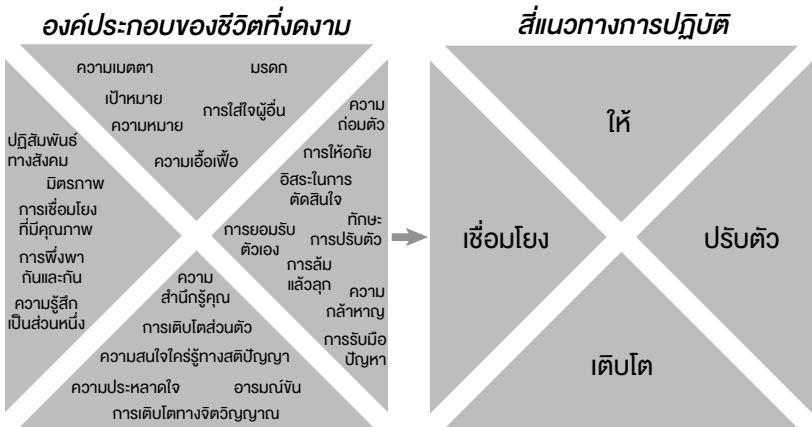 องค์ประกอบของชีวิตที่งดงาม
ความเมตตา
มรดก
เป้าหมาย
ความหมาย
การใส่ใจผู้อื่น
ความเอื้อเฟื้อ
ปฏิสัมพันธ์
ทางสังคม
มิตรภาพ
การเชื่อมโยง
ที่มีคุณภาพ
การพึ่งพา
กันและกัน
ความรู้สึก
เป็นส่วนหนึ่ง
ความ
ถ่อมตัว
การให้อภัย
อิสระในการ
ตัดสินใจ
ทักษะ
การปรับตัว
การยอมรับ
ตัวเอง
การล้ม
แล้วลุก
ความ
กล้าหาญ
การรับมือ
ปัญหา
ความ
สำนึกรู้คุณ
การเติบโตส่วนตัว
ความสนใจใคร่รู้ทางสติปัญญา
ความประหลาดใจ
อารมณ์ขัน
การเติบโตทางจิตวิญญาณ
สี่แนวทางการปฏิบัติ
ให้
เชื่อมโยง
ปรับตัว
เติบโต